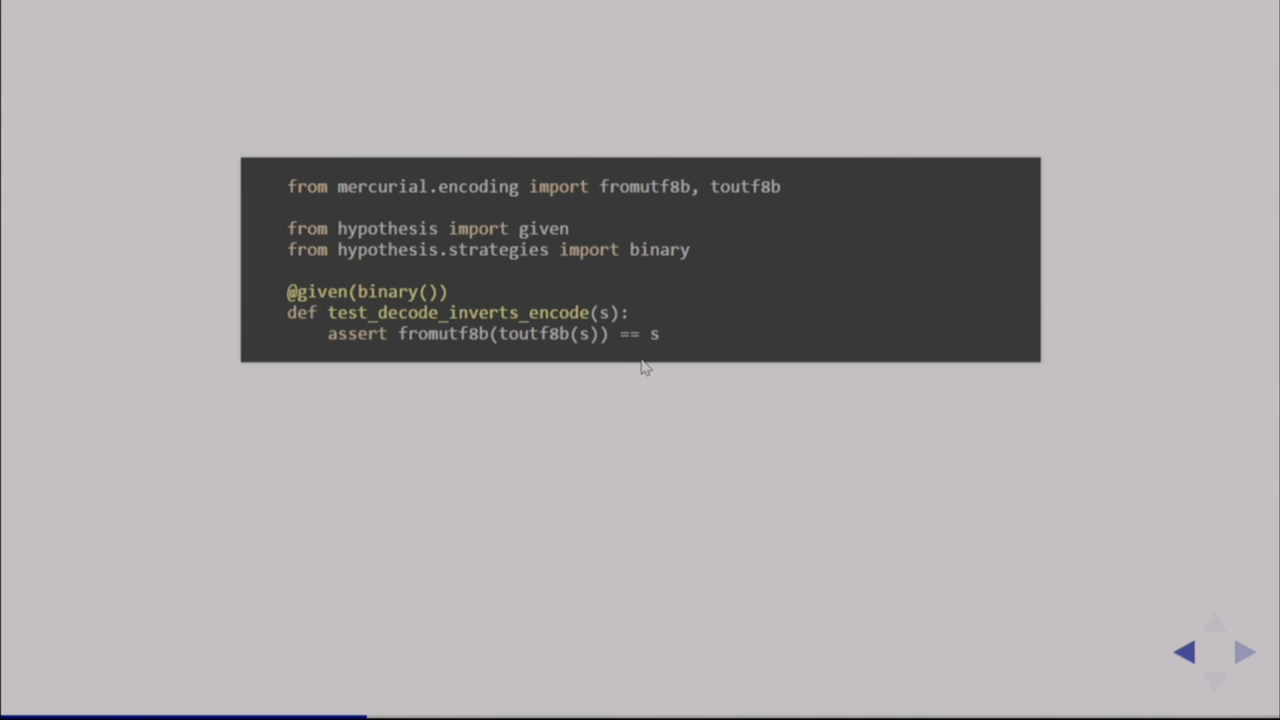 from mercurial.encoding import fromutf8b, toutf8b
from hypothesis import given
from hypothesis.strategies import binary
@given(binary())
def test_decode_inverts_encode(s):
    assert fromutf8b(toutf8b(s)) == s